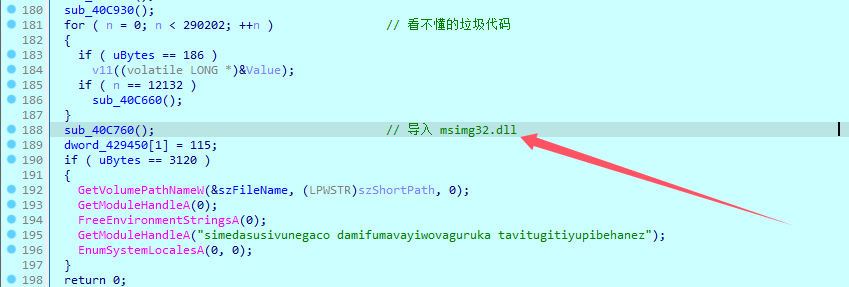 180 sub_40C930();
181 for ( n = 0; n < 290202; ++n ) // 看不懂的垃圾代码
182 {
183 if ( uBytes == 186 )
184 v11((volatile LONG *)&Value);
185 if ( n == 12132 )
186 sub_40C660();
187 }
188 sub_40C760(); // 导入 msimg32.dll
189 dword_429450[1] = 115;
190 if ( uBytes == 3120 )
191 {
192 GetVolumePathNameW(&szFileName, (LPWSTR)szShortPath, 0);
193 GetModuleHandleA(0);
194 FreeEnvironmentStringsA(0);
195 GetModuleHandleA("simedasusivunegaco damifumavayiwovaguruka tavitugitiyupibehanez");
196 EnumSystemLocalesA(0, 0);
197 }
198 return 0;